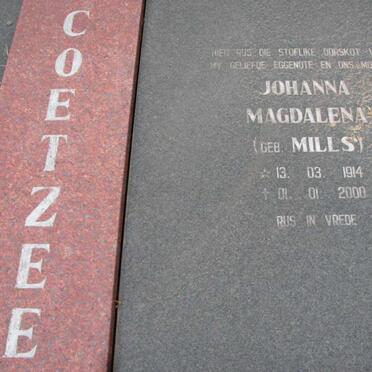 COETZEE
HIER RUS DIE STOFLIKE OORSKOT
MY GELIEFDE EGGENOTE EN ONS
JOHANNA
MAGDALENA
(GEB. MILLS)
☆ 13. 03. 1914
† 01. 01. 2000
RUS IN VREDE